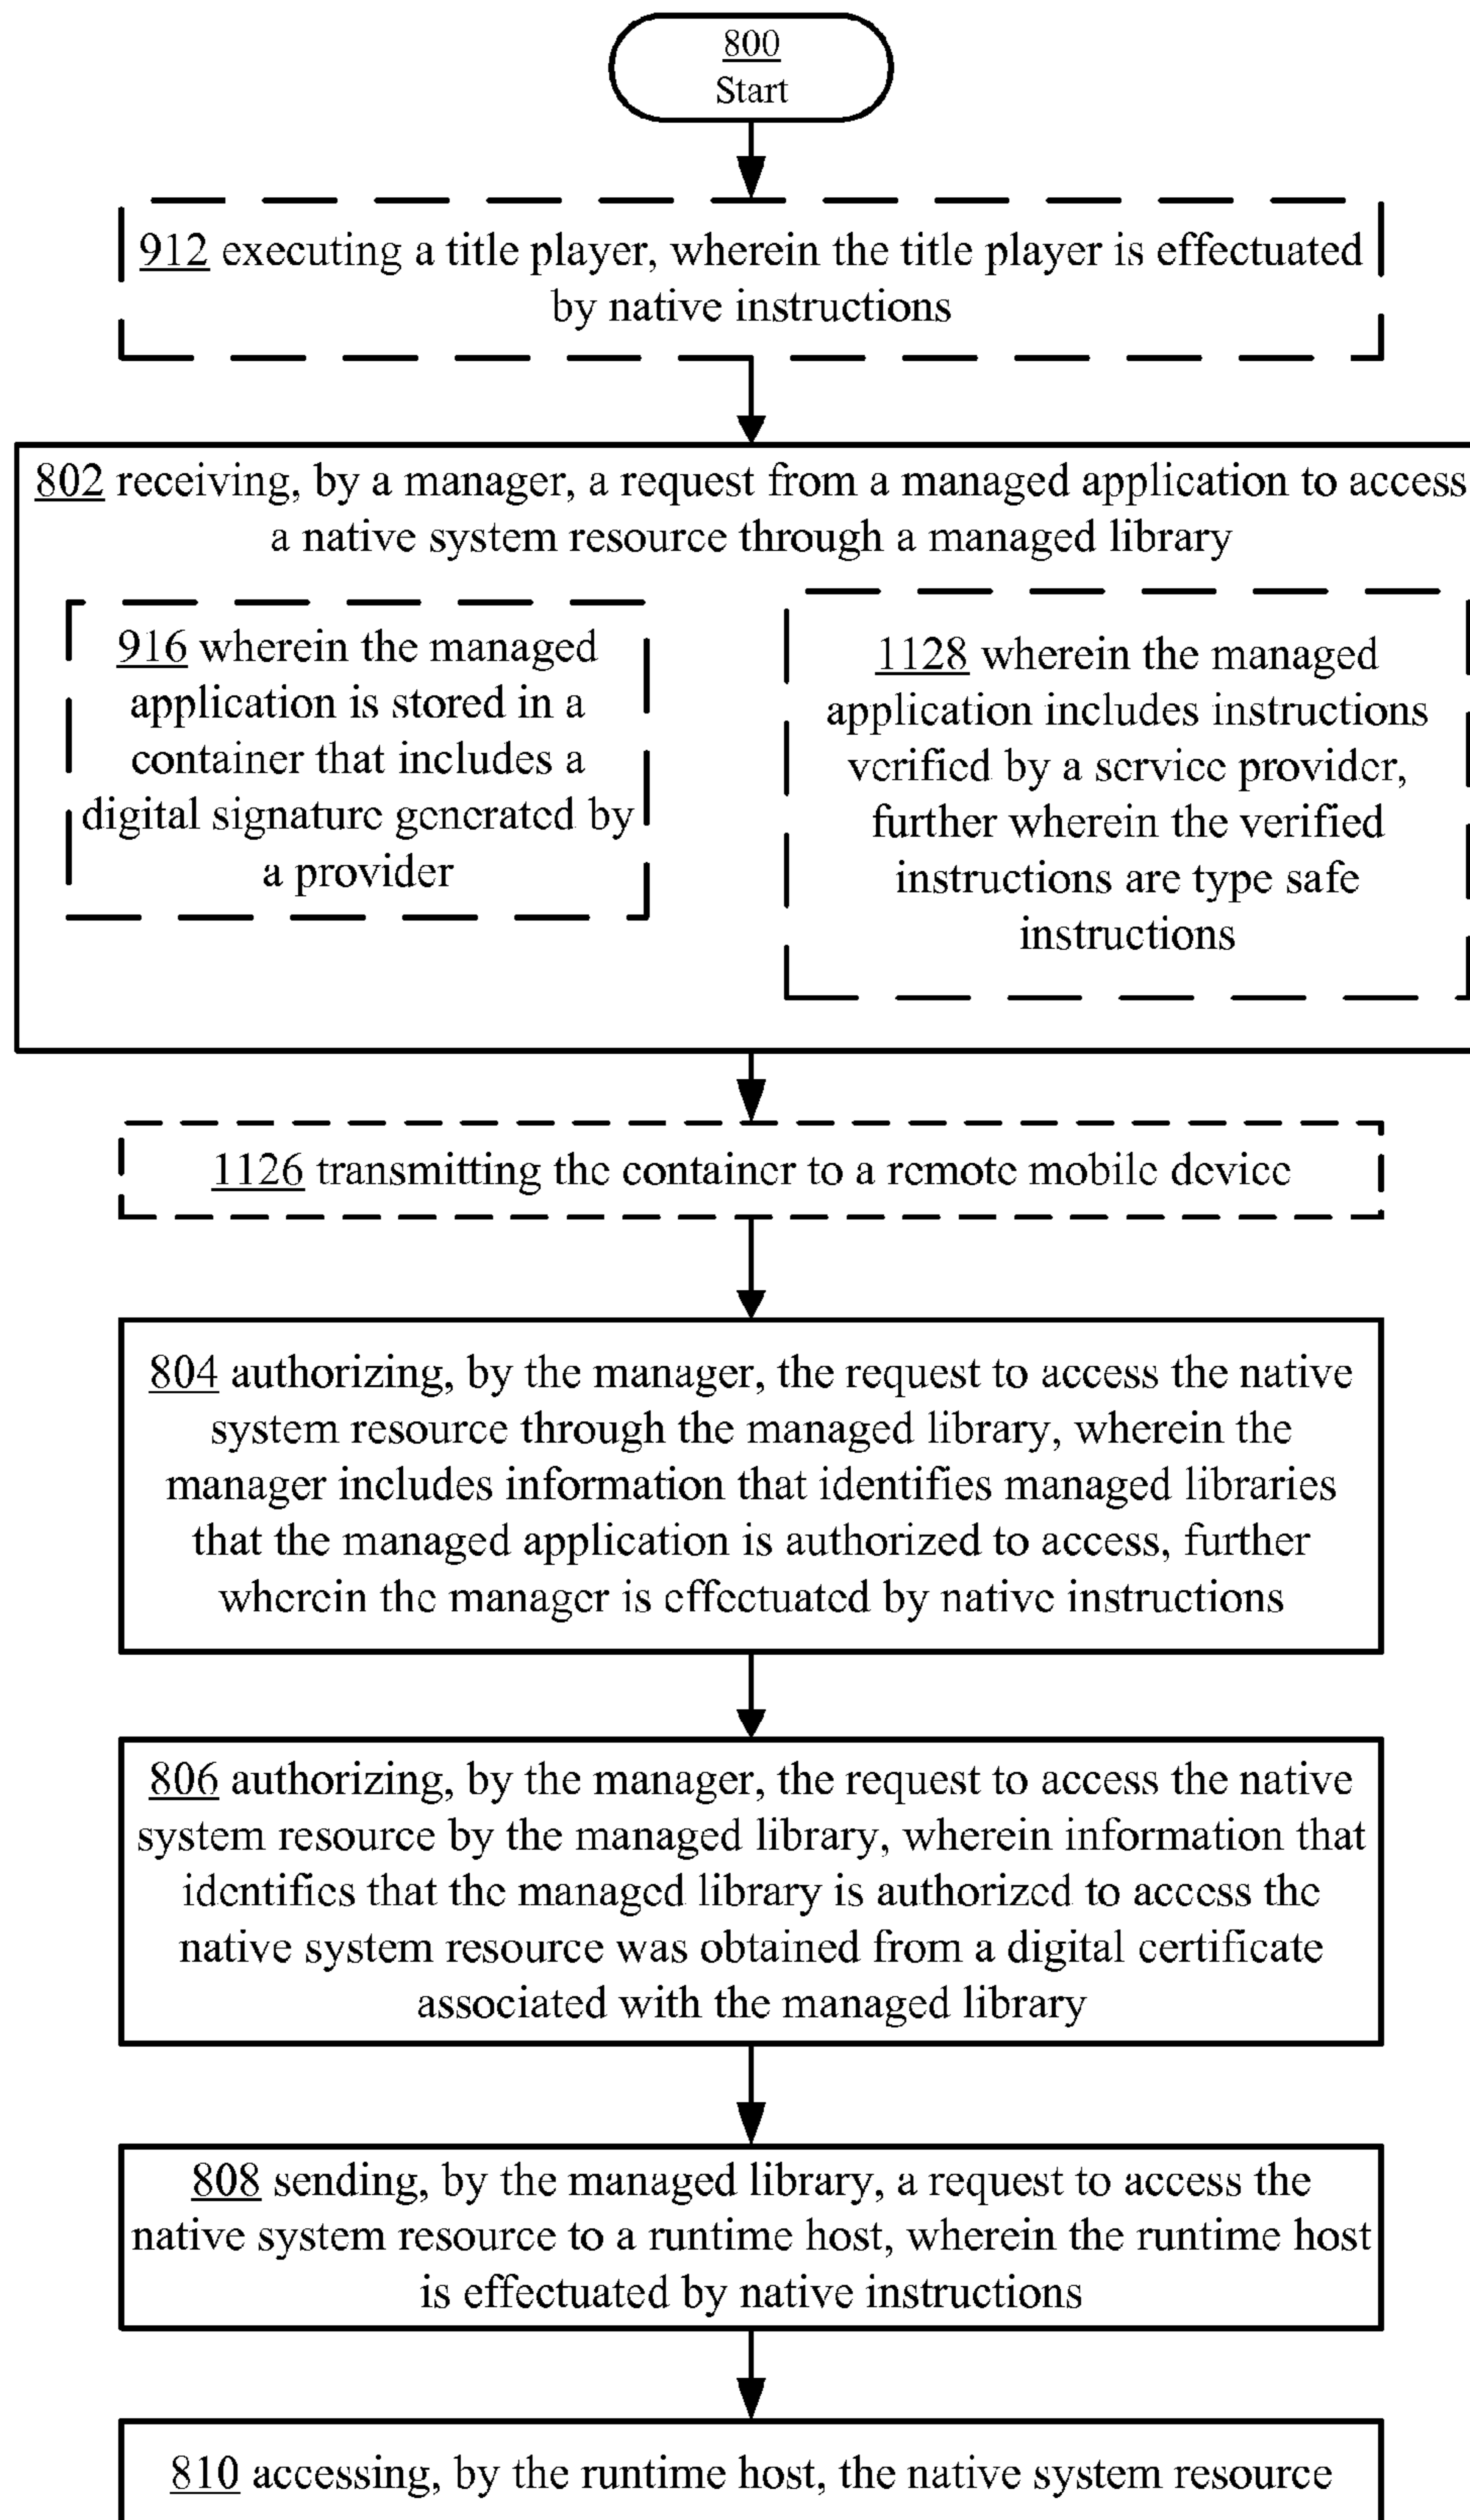 800
Start
912 executing a title player, wherein the title player is effectuated
by native instructions
802 receiving, by a manager, a request from a managed application to access
a native system resource through a managed library
916 wherein the managed
application is stored in a
container that includes a
digital signature generated by
a provider
1128 wherein the managed
application includes instructions
verified by a service provider,
further wherein the verified
instructions are type safe
instructions
1126 transmitting the container to a remote mobile device
804 authorizing, by the manager, the request to access the native
system resource through the managed library, wherein the
manager includes information that identifies managed libraries
that the managed application is authorized to access, further
wherein the manager is effectuated by native instructions
806 authorizing, by the manager, the request to access the native
system resource by the managed library, wherein information that
identifies that the managed library is authorized to access the
native system resource was obtained from a digital certificate
associated with the managed library
808 sending, by the managed library, a request to access the
native system resource to a runtime host, wherein the runtime host
is effectuated by native instructions
810 accessing, by the runtime host, the native system resource